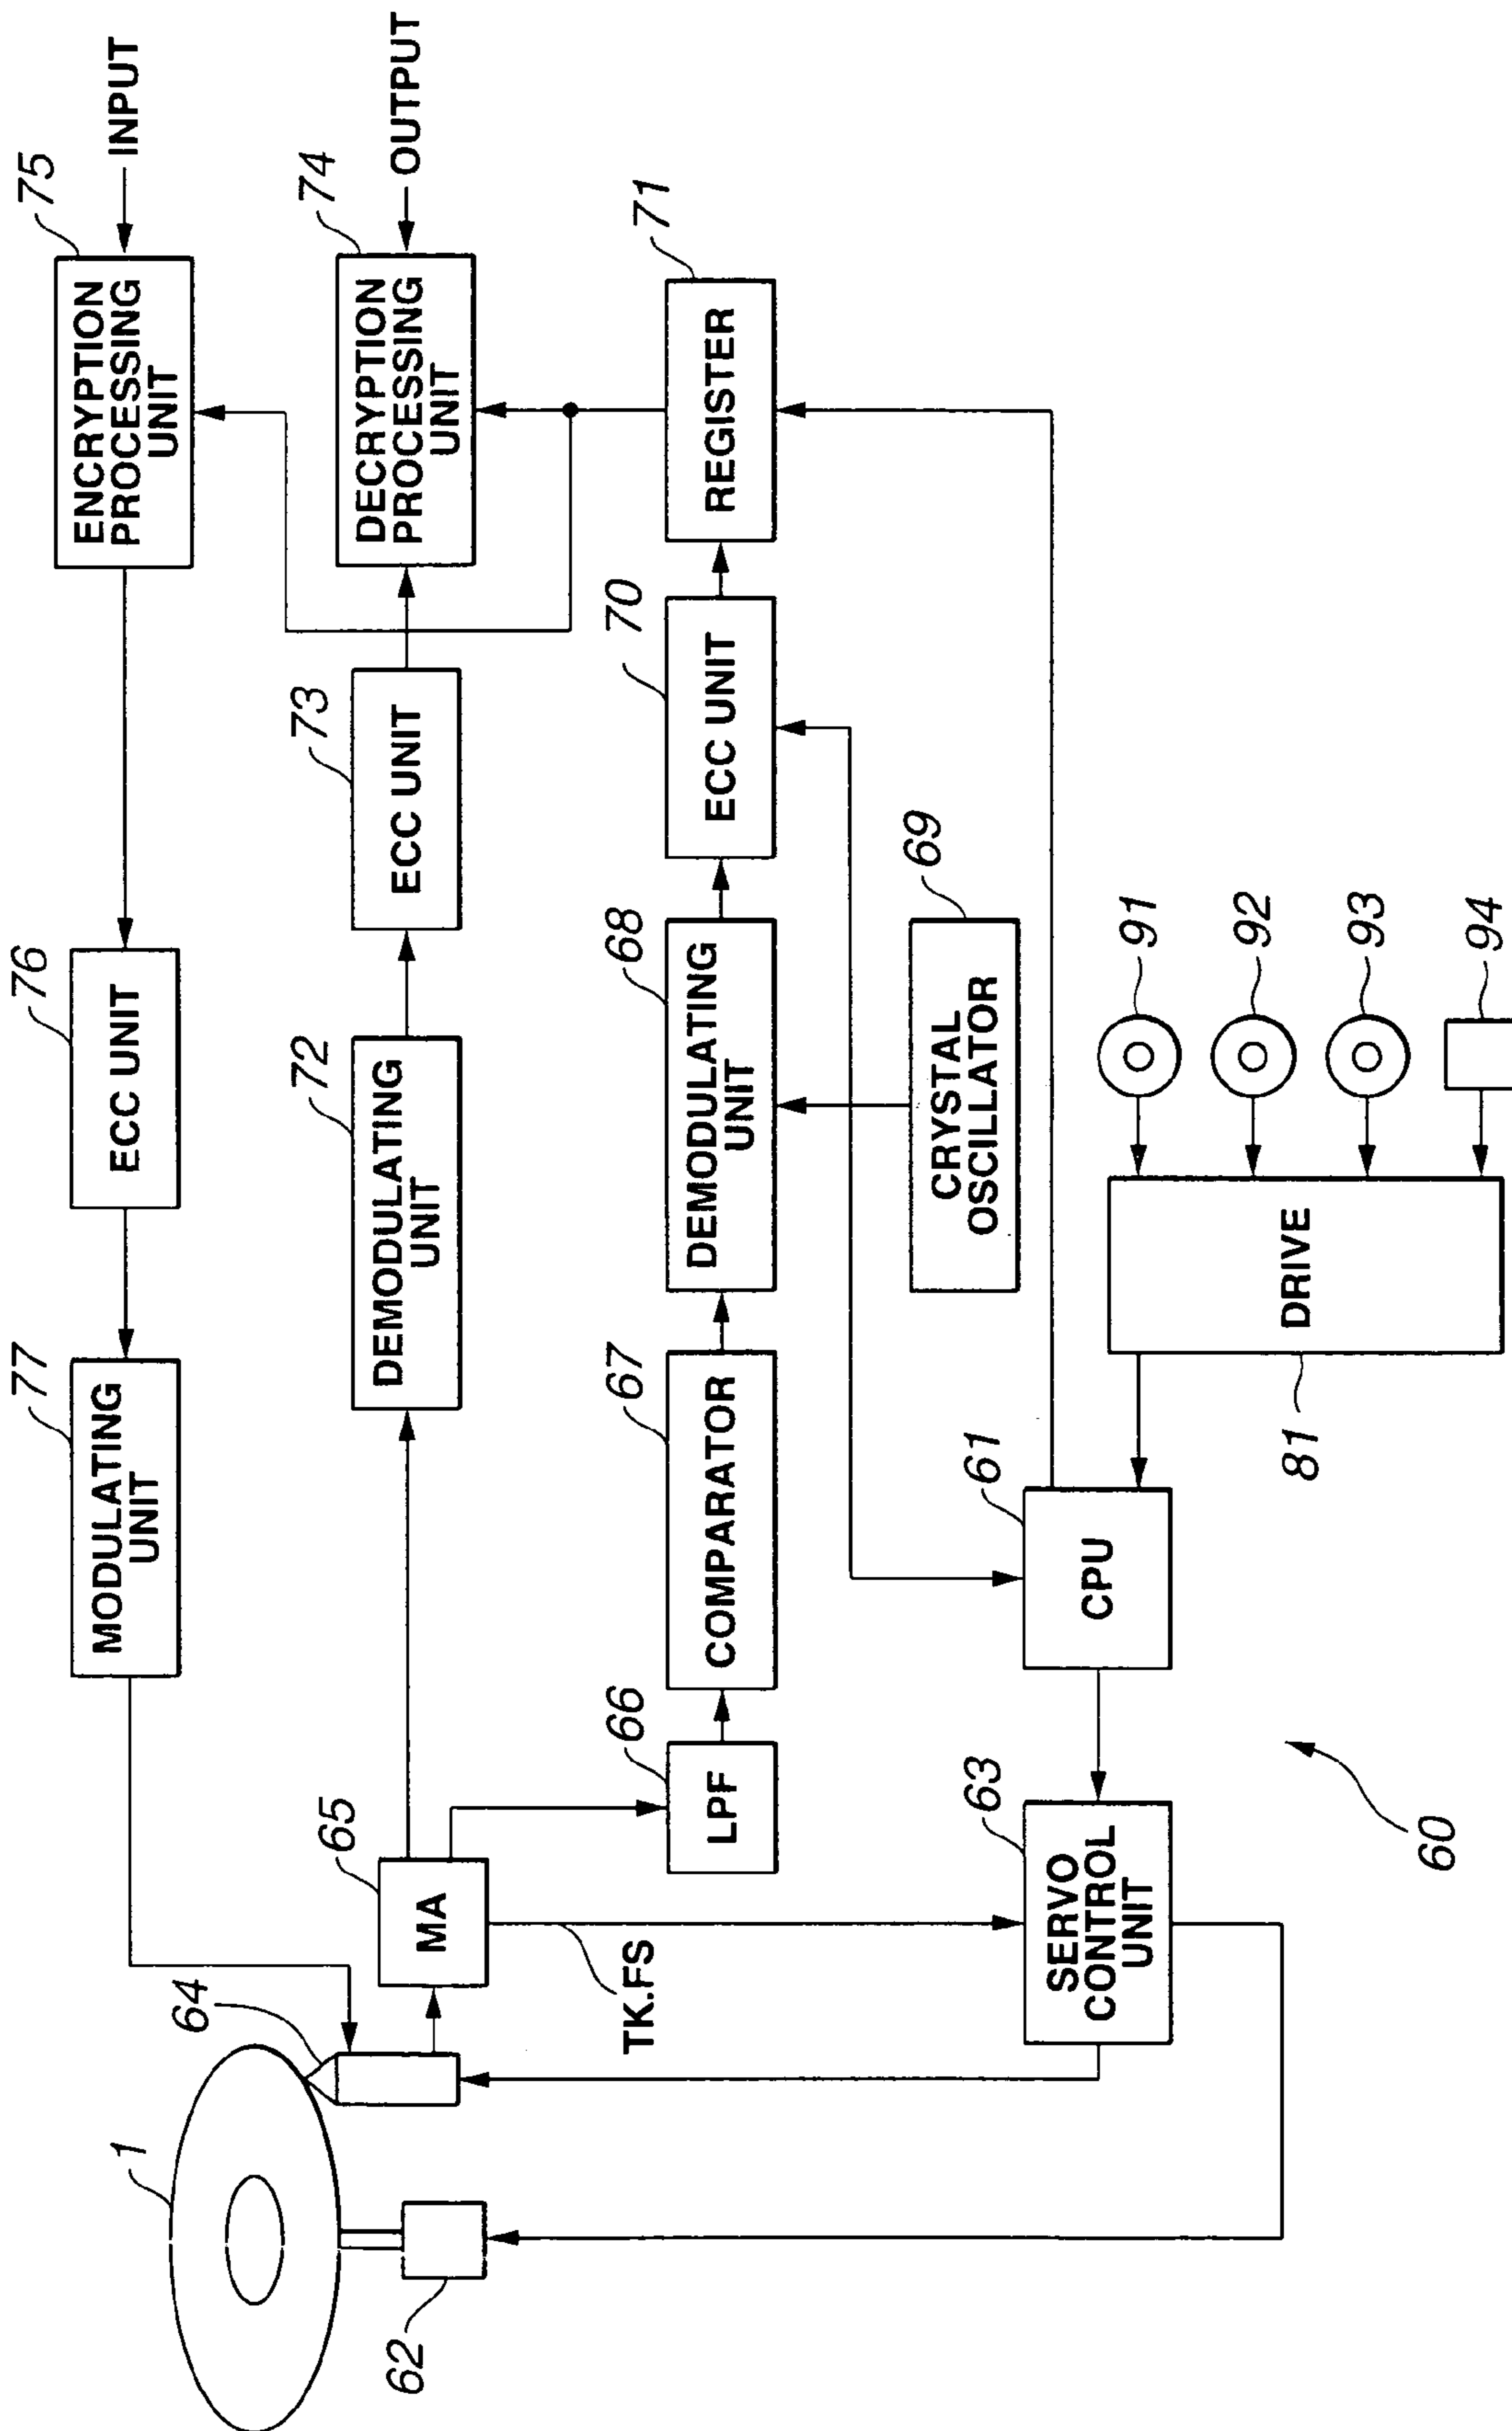 1
64
62
77
MODULATING
UNIT
76
ECC UNIT
75
ENCRYPTION
PROCESSING
UNIT
INPUT
65
MA
72
DEMODULATING
UNIT
73
ECC UNIT
74
DECRYPTION
PROCESSING
UNIT
OUTPUT
TK.FS
66
LPF
67
COMPARATOR
68
DEMODULATING
UNIT
70
ECC UNIT
71
REGISTER
69
CRYSTAL
OSCILLATOR
63
SERVO
CONTROL
UNIT
61
CPU
81
DRIVE
91
92
93
94
60